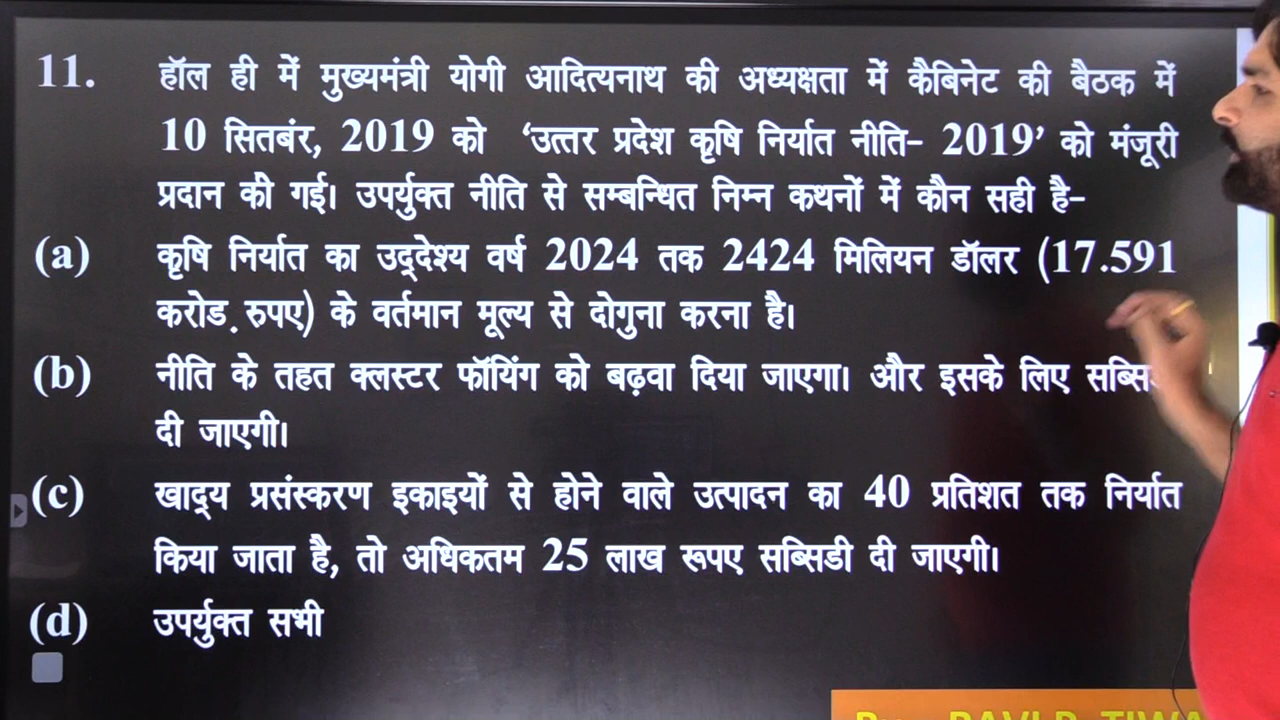 11. हॉल ही में मुख्यमंत्री योगी आदित्यनाथ की अध्यक्षता में कैबिनेट की बैठक में
10 सितबंर, 2019 को ‘उत्तर प्रदेश कृषि निर्यात नीति- 2019’ को मंजूरी
प्रदान की गई। उपर्युक्त नीति से सम्बन्धित निम्न कथनों में कौन सही है-
(a) कृषि निर्यात का उद्देश्य वर्ष 2024 तक 2424 मिलियन डॉलर (17.591
करोड. रुपए) के वर्तमान मूल्य से दोगुना करना है।
(b) नीति के तहत क्लस्टर फॉयिंग को बढ़वा दिया जाएगा। और इसके लिए
दी जाएगी।
(c) खाद्य प्रसंस्करण इकाइयों से होने वाले उत्पादन का 40 प्रतिशत तक निर्यात
किया जाता है, तो अधिकतम 25 लाख रूपए सब्सिडी दी जाएगी।
(d) उपर्युक्त सभी